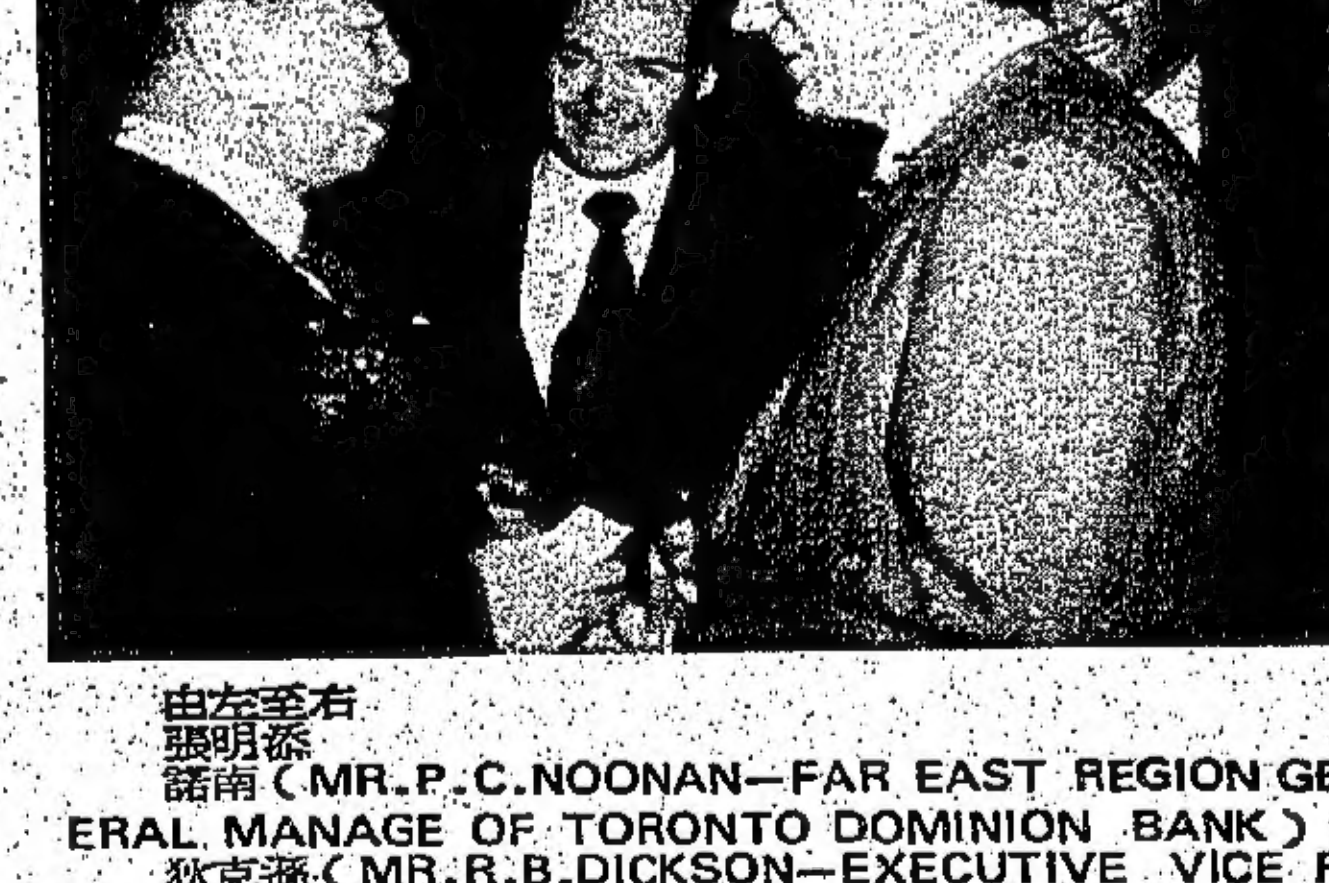 由左至右
張明添
諾南(MR.P.C.NOONAN—FAR EAST REGION GE
ERAL MANAGE OF TORONTO DOMINION BANK)
狄克遜(MR.R.B.DICKSON—EXECUTIVE VICE